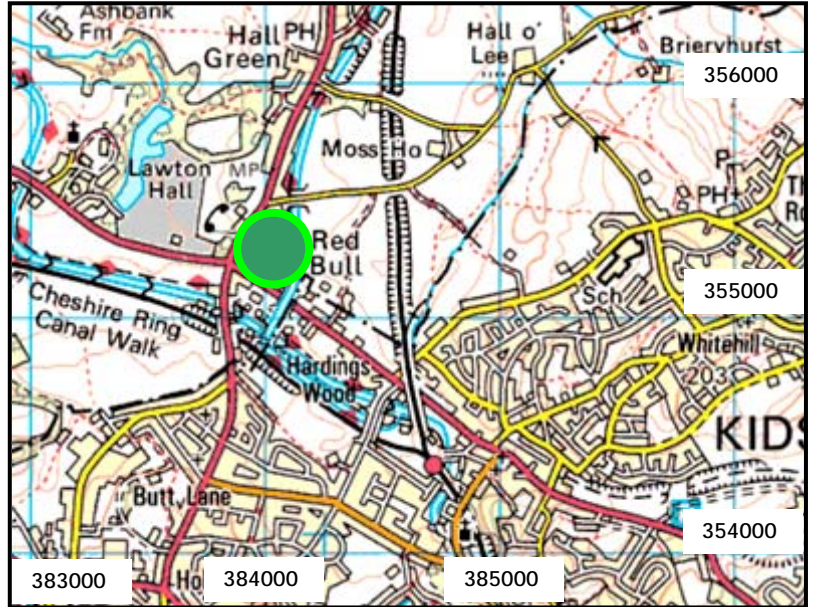 Ashbank
Fm
Hall PH
Green
Hall o'
Lee
Brieryhurst
356000
Moss Ho
Lawton
Hall
MP
P
PH
Red
Bull
Sch
355000
Cheshire Ring
Canal Walk
Whitehill
203
Hardings
Wood
KIDS
Butt Lane
354000
383000
Ho
384000
385000